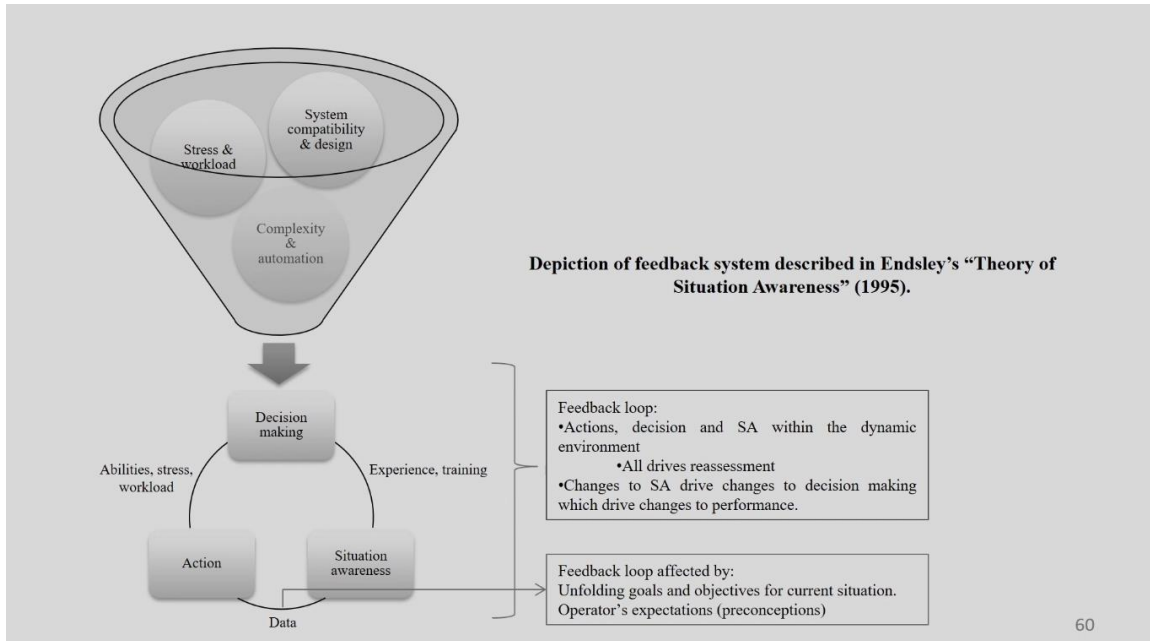 System
compatibility
& design
Stress &
workload
Complexity
&
automation
Depiction of feedback system described in Endsley’s “Theory of
Situation Awareness” (1995).
Decision
making
Abilities, stress,
workload
Experience, training
Action
Situation
awareness
Data
Feedback loop:
•Actions, decision and SA within the dynamic
environment
•All drives reassessment
•Changes to SA drive changes to decision making
which drive changes to performance.
Feedback loop affected by:
Unfolding goals and objectives for current situation.
Operator’s expectations (preconceptions)
60